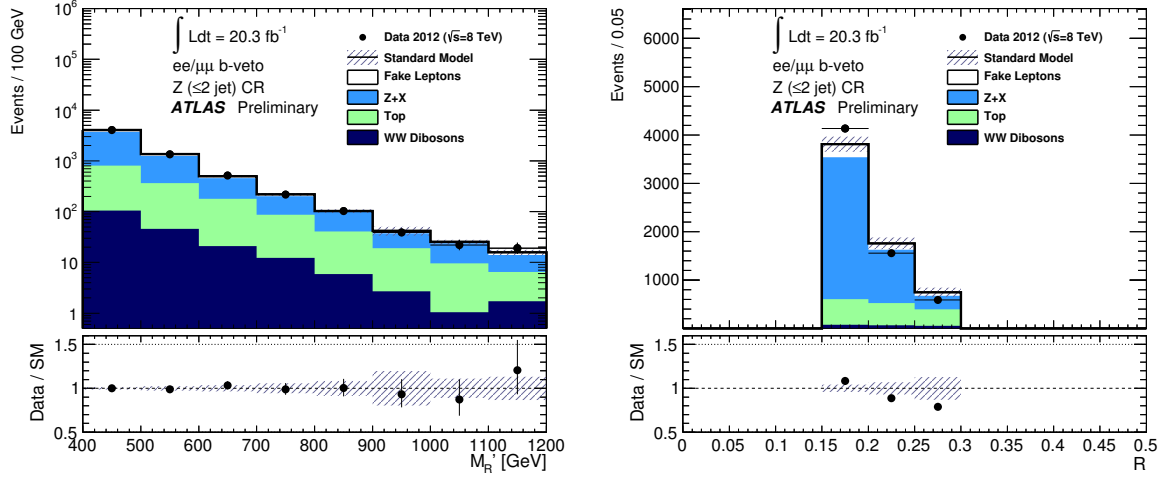 Events / 100 GeV
10⁶
10⁵
10⁴
10³
10²
10
1
∫ Ldt = 20.3 fb⁻¹
ee/μμ b-veto
Z (≤2 jet) CR
ATLAS Preliminary
Data 2012 (√s=8 TeV)
Standard Model
Fake Leptons
Z+X
Top
WW Dibosons
Data / SM
1.5
1
0.5
400 500 600 700 800 900 1000 1100 1200
M_R' [GeV]
Events / 0.05
6000
5000
4000
3000
2000
1000
∫ Ldt = 20.3 fb⁻¹
ee/μμ b-veto
Z (≤2 jet) CR
ATLAS Preliminary
Data 2012 (√s=8 TeV)
Standard Model
Fake Leptons
Z+X
Top
WW Dibosons
Data / SM
1.5
1
0.5
0 0.05 0.1 0.15 0.2 0.25 0.3 0.35 0.4 0.45 0.5
R